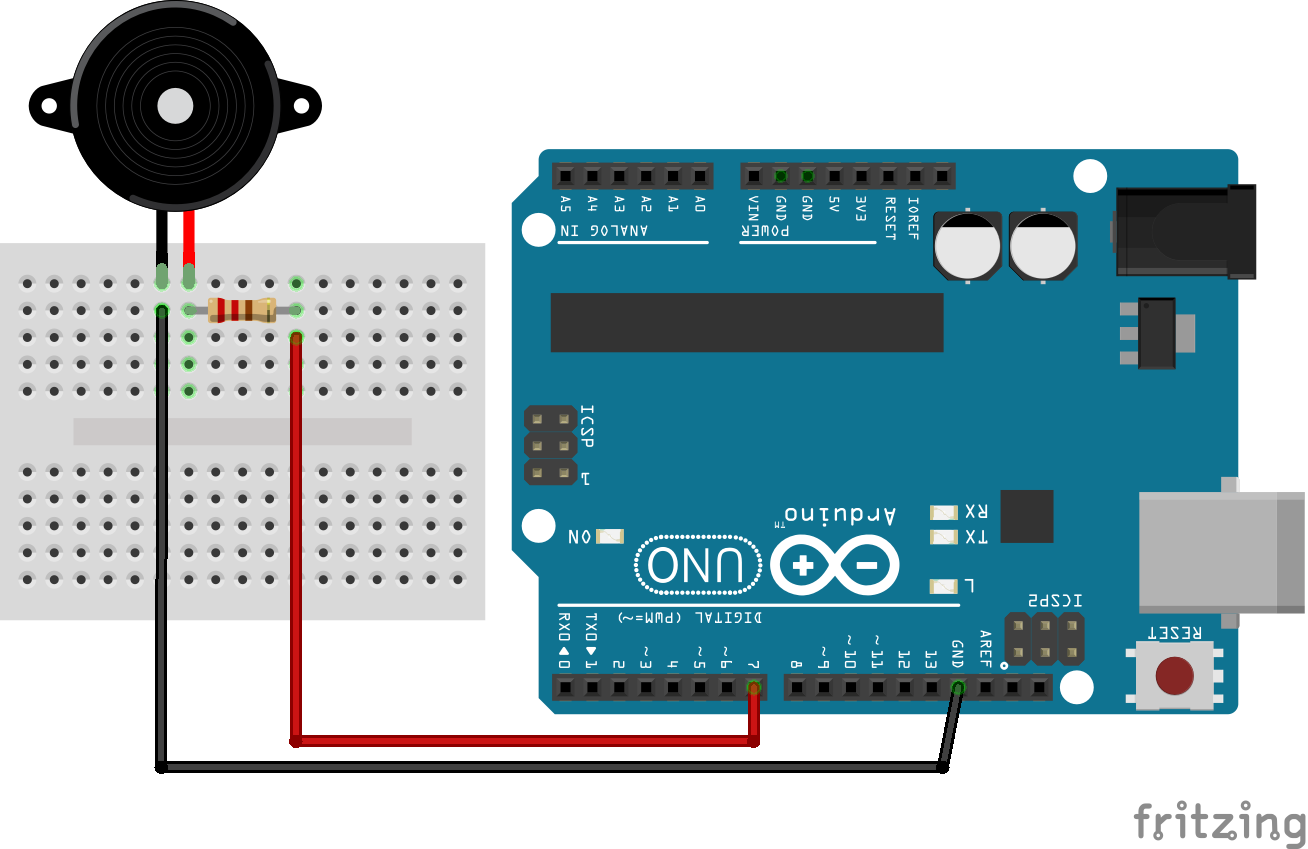 A5 A4 A3 A2 A1 A0
VIN GND GND 5V 3V3 RESET IOREF
ANALOG IN
POWER
ICSP
1
RX
Arduino™
TX
ON
UNO
L
ICSP2
DIGITAL (PWM=~)
RESET
RX0 TX0
0 1 2 ~3 4 ~5 ~6 7 8 ~9 ~10 ~11 12 13 GND AREF
fritzing